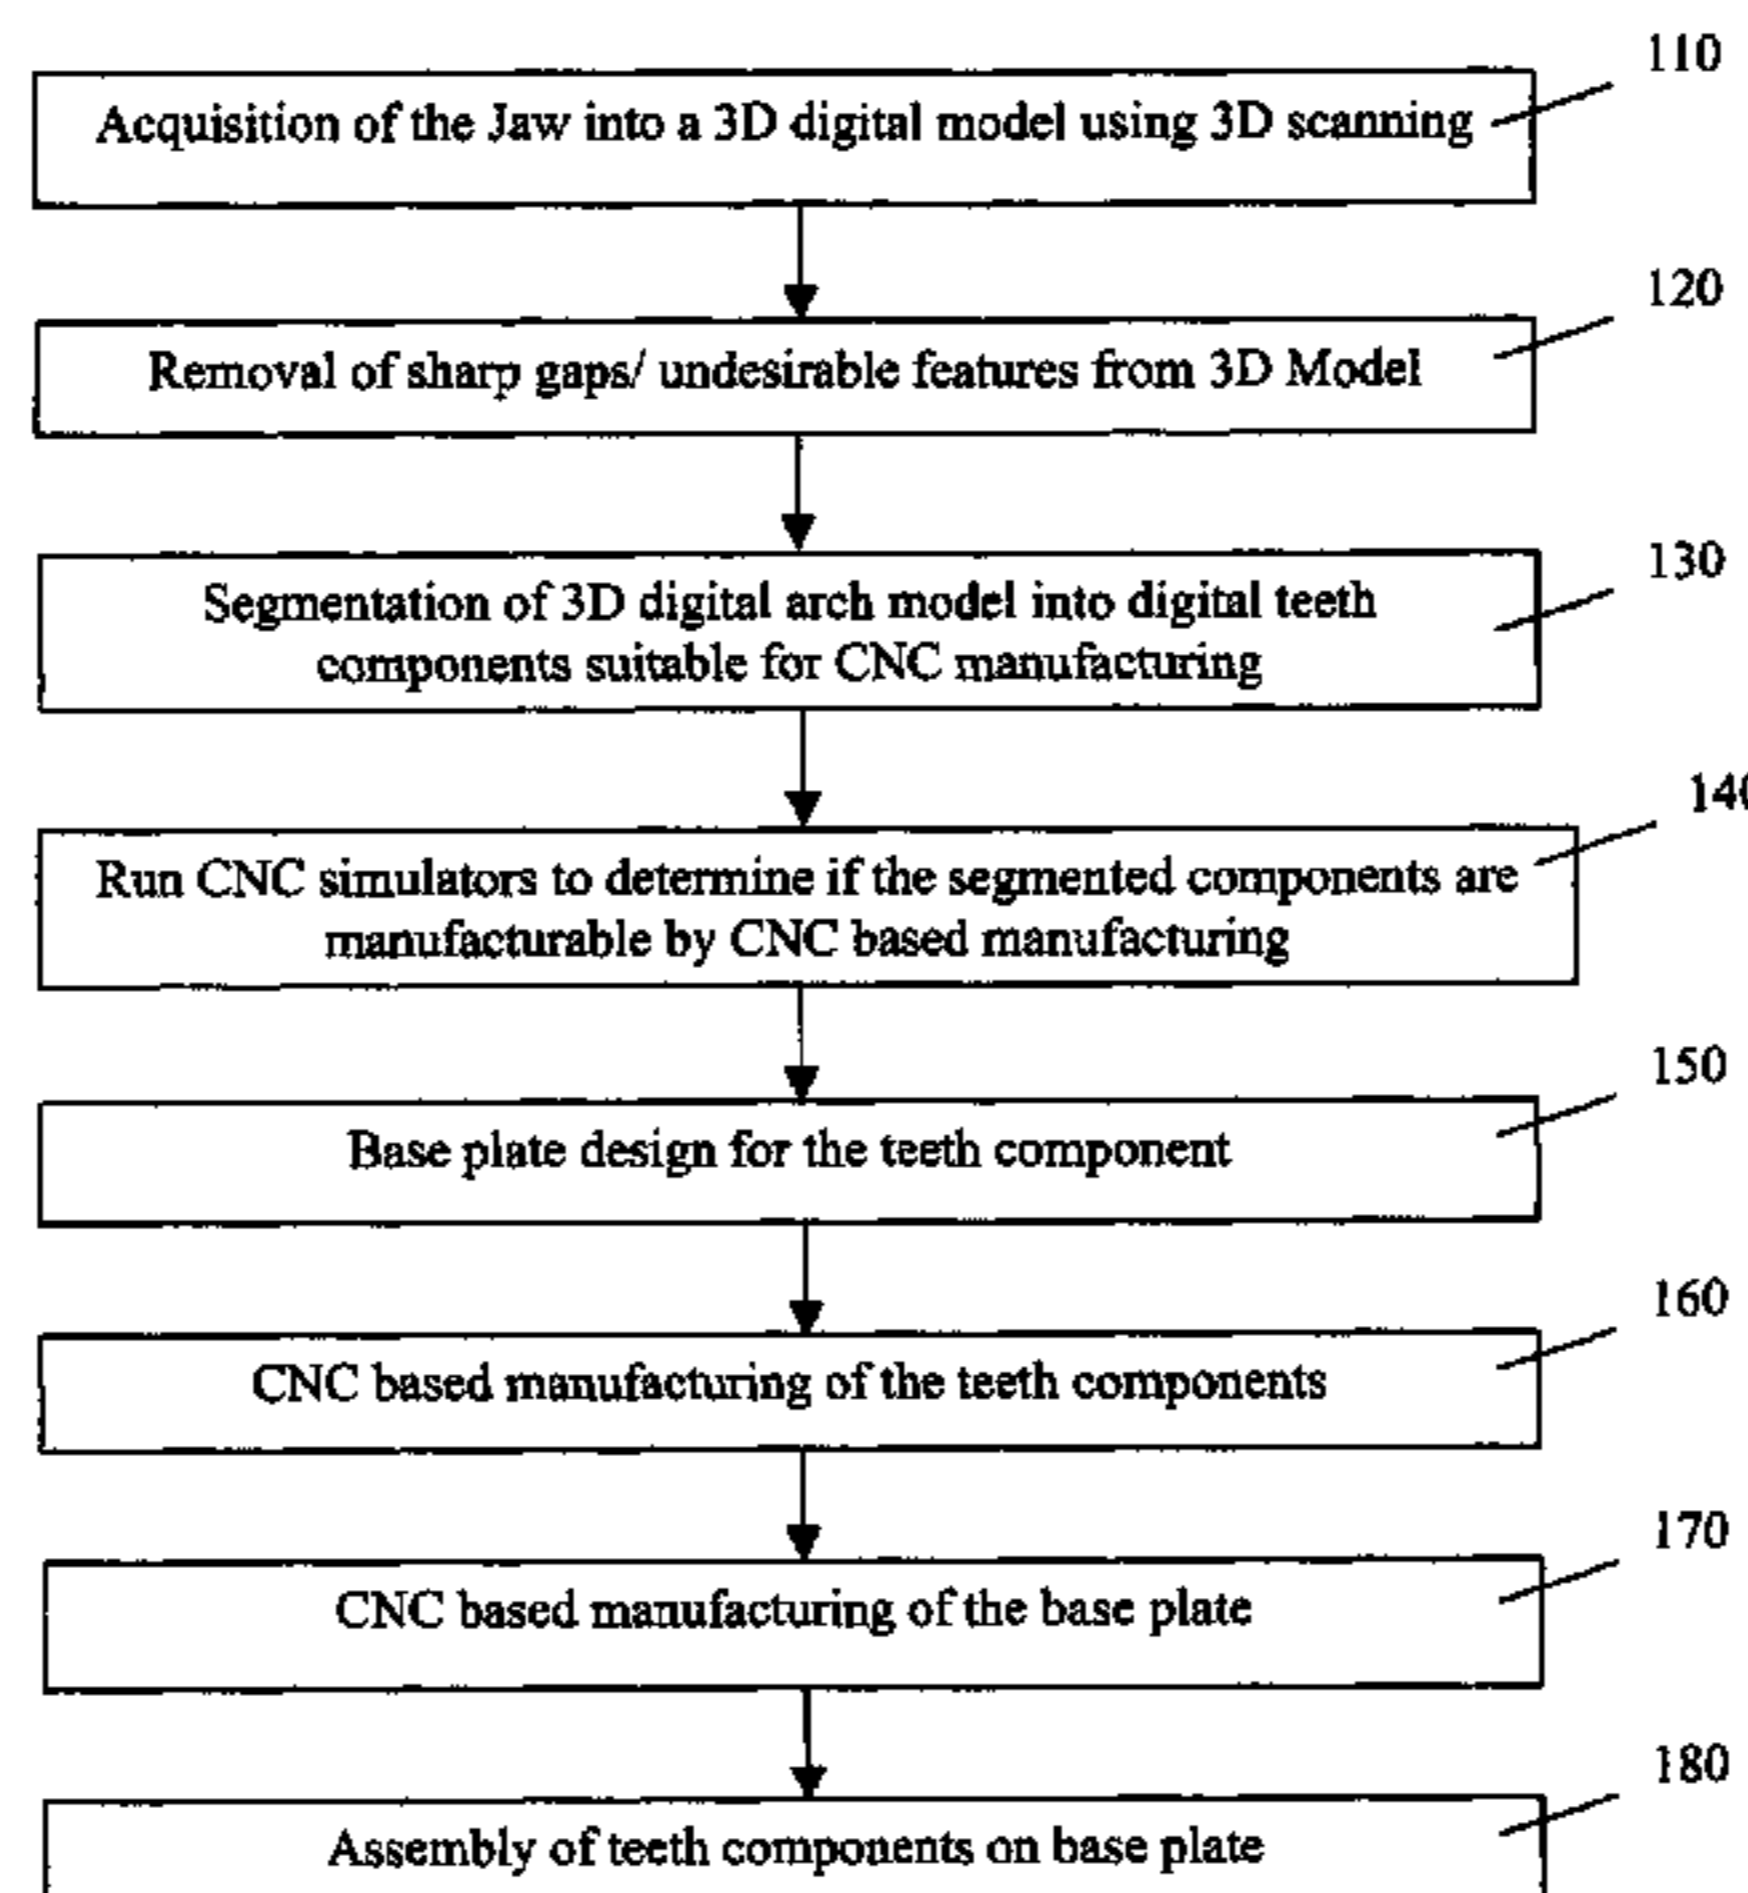 110
Acquisition of the Jaw into a 3D digital model using 3D scanning
120
Removal of sharp gaps/ undesirable features from 3D Model
130
Segmentation of 3D digital arch model into digital teeth
components suitable for CNC manufacturing
140
Run CNC simulators to determine if the segmented components are
manufacturable by CNC based manufacturing
150
Base plate design for the teeth component
160
CNC based manufacturing of the teeth components
170
CNC based manufacturing of the base plate
180
Assembly of teeth components on base plate